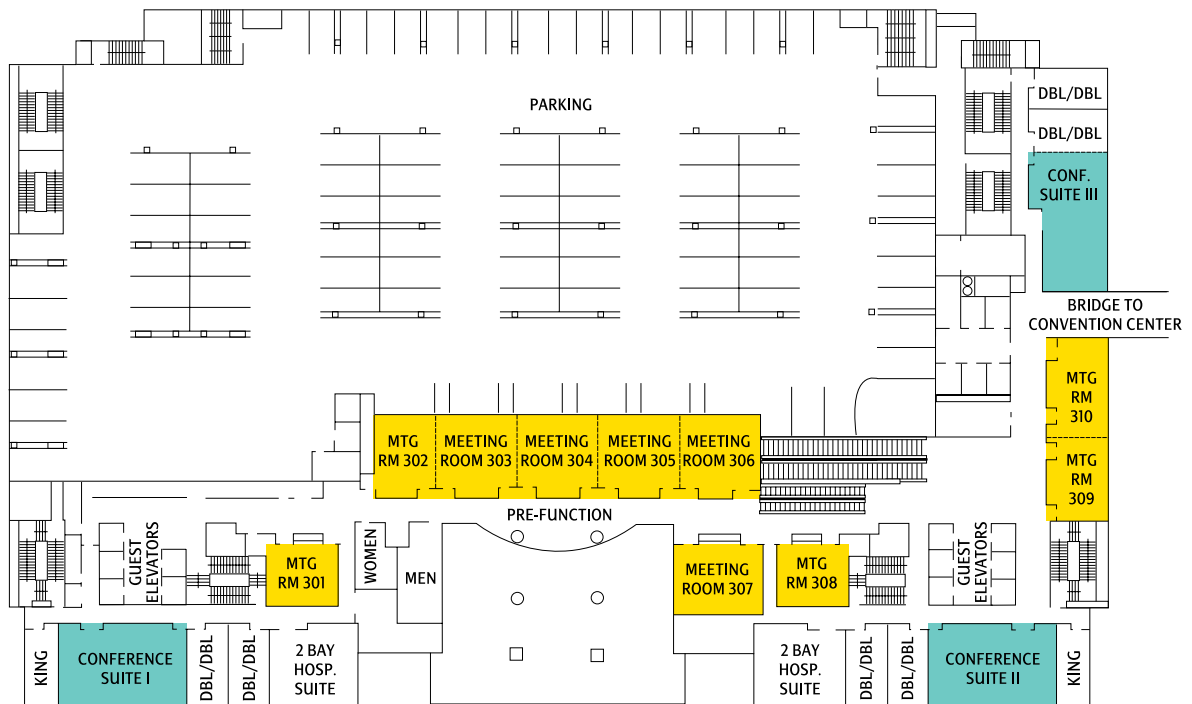 PARKING
DBL/DBL
DBL/DBL
CONF.
SUITE III
BRIDGE TO
CONVENTION CENTER
MTG
RM
310
MTG
RM
309
MTG
RM 302
MEETING
ROOM 303
MEETING
ROOM 304
MEETING
ROOM 305
MEETING
ROOM 306
PRE-FUNCTION
GUEST
ELEVATORS
MTG
RM 301
WOMEN
MEN
MEETING
ROOM 307
MTG
RM 308
GUEST
ELEVATORS
KING
CONFERENCE
SUITE I
DBL/DBL
DBL/DBL
2 BAY
HOSP.
SUITE
2 BAY
HOSP.
SUITE
DBL/DBL
DBL/DBL
CONFERENCE
SUITE II
KING